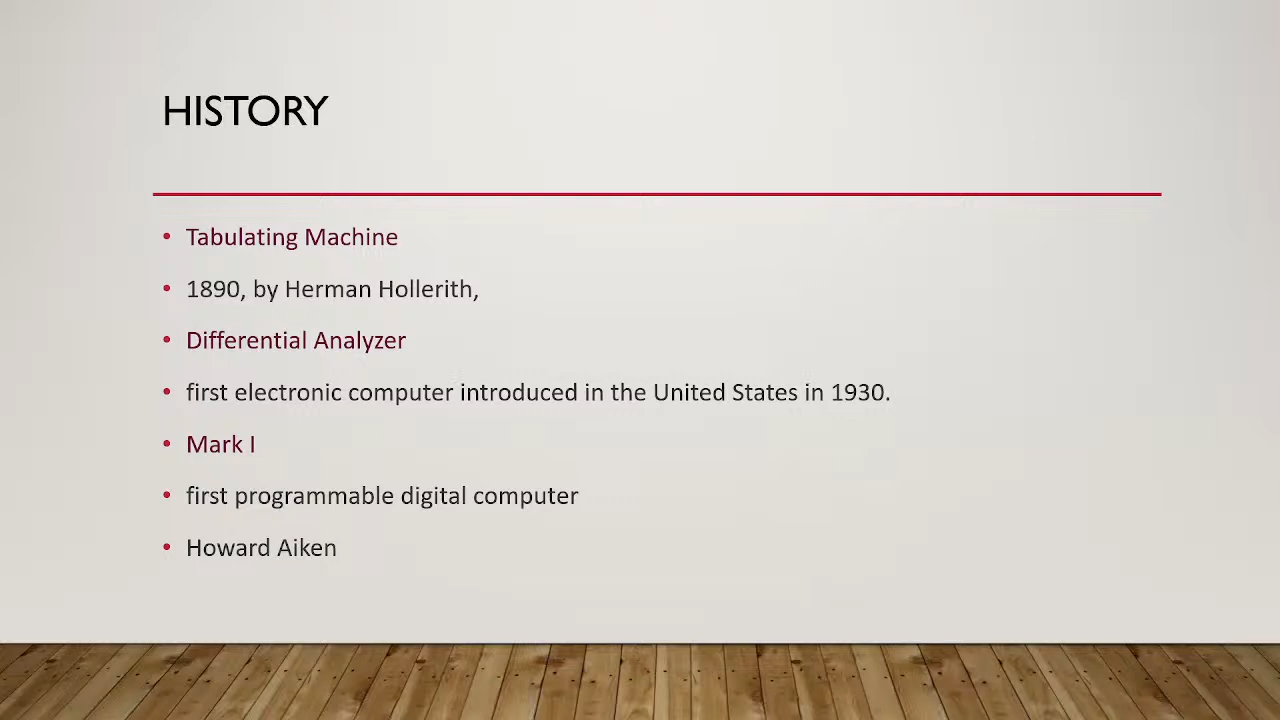 HISTORY
• Tabulating Machine
• 1890, by Herman Hollerith,
• Differential Analyzer
• first electronic computer introduced in the United States in 1930.
• Mark I
• first programmable digital computer
• Howard Aiken